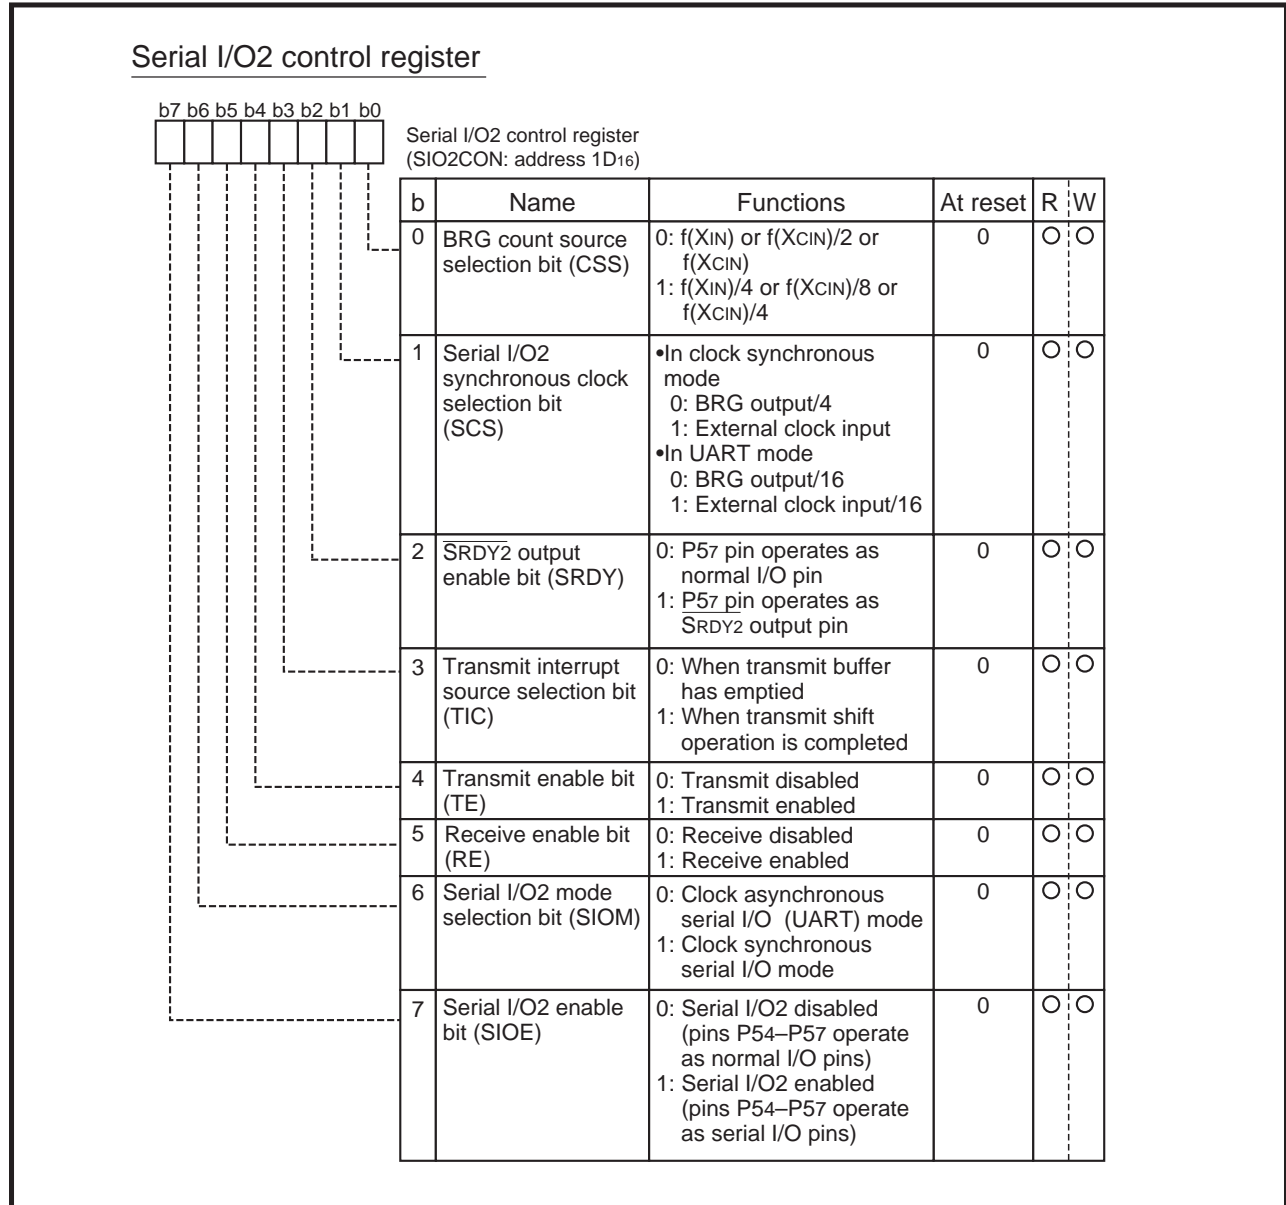 Serial I/O2 control register
b7 b6 b5 b4 b3 b2 b1 b0
Serial I/O2 control register
(SIO2CON: address 1D16)
b Name Functions At reset R W
0 BRG count source 0: f(XIN) or f(XCIN)/2 or 0 O O
selection bit (CSS) f(XCIN)
1: f(XIN)/4 or f(XCIN)/8 or
f(XCIN)/4
1 Serial I/O2 •In clock synchronous 0 O O
synchronous clock mode
selection bit 0: BRG output/4
(SCS) 1: External clock input
•In UART mode
0: BRG output/16
1: External clock input/16
2 SRDY2 output 0: P57 pin operates as 0 O O
enable bit (SRDY) normal I/O pin
1: P57 pin operates as
SRDY2 output pin
3 Transmit interrupt 0: When transmit buffer 0 O O
source selection bit has emptied
(TIC) 1: When transmit shift
operation is completed
4 Transmit enable bit 0: Transmit disabled 0 O O
(TE) 1: Transmit enabled
5 Receive enable bit 0: Receive disabled 0 O O
(RE) 1: Receive enabled
6 Serial I/O2 mode 0: Clock asynchronous 0 O O
selection bit (SIOM) serial I/O (UART) mode
1: Clock synchronous
serial I/O mode
7 Serial I/O2 enable 0: Serial I/O2 disabled 0 O O
bit (SIOE) (pins P54–P57 operate
as normal I/O pins)
1: Serial I/O2 enabled
(pins P54–P57 operate
as serial I/O pins)